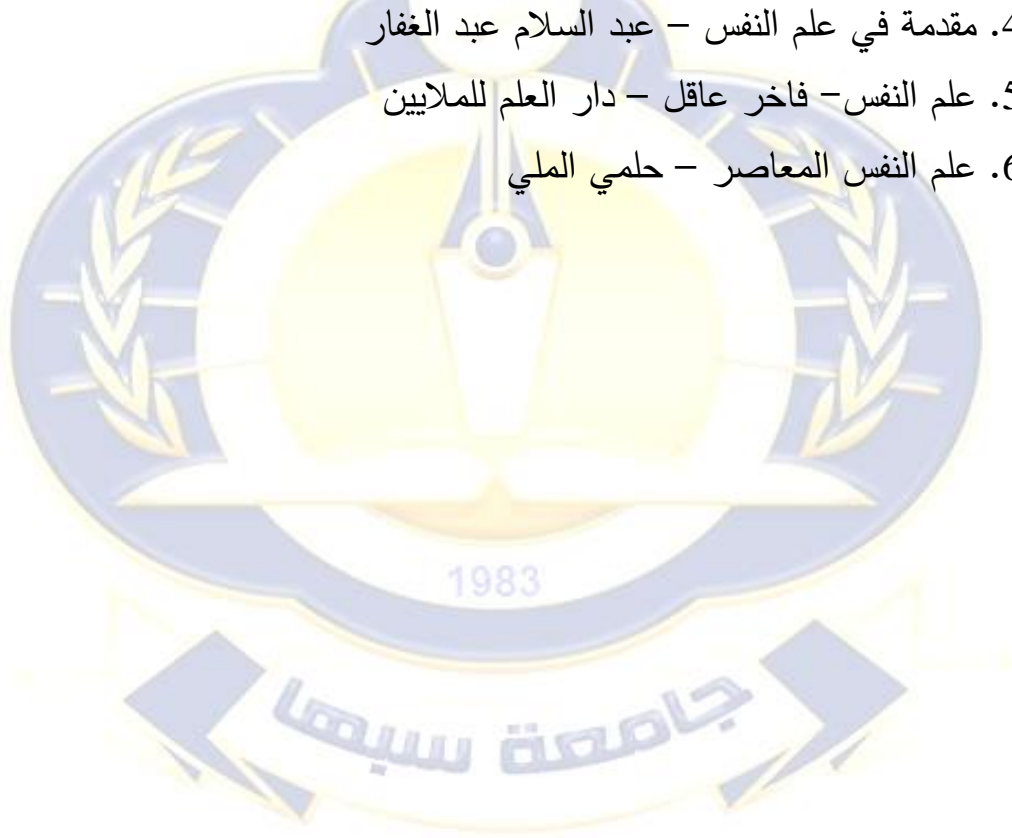 4. مقدمة في علم النفس – عبد السلام عبد الغفار
5. علم النفس– فاخر عاقل – دار العلم للملايين
6. علم النفس المعاصر – حلمي الملي
1983
جامعة سبها